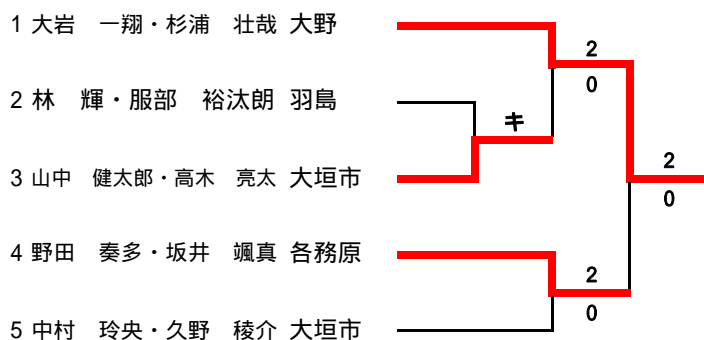 1 大岩　一翔・杉浦　壮哉 大野
2
0
2 林　輝・服部　裕汰朗 羽島
キ
2
0
3 山中　健太郎・高木　亮太 大垣市
4 野田　奏多・坂井　颯真 各務原
2
0
5 中村　玲央・久野　稜介 大垣市